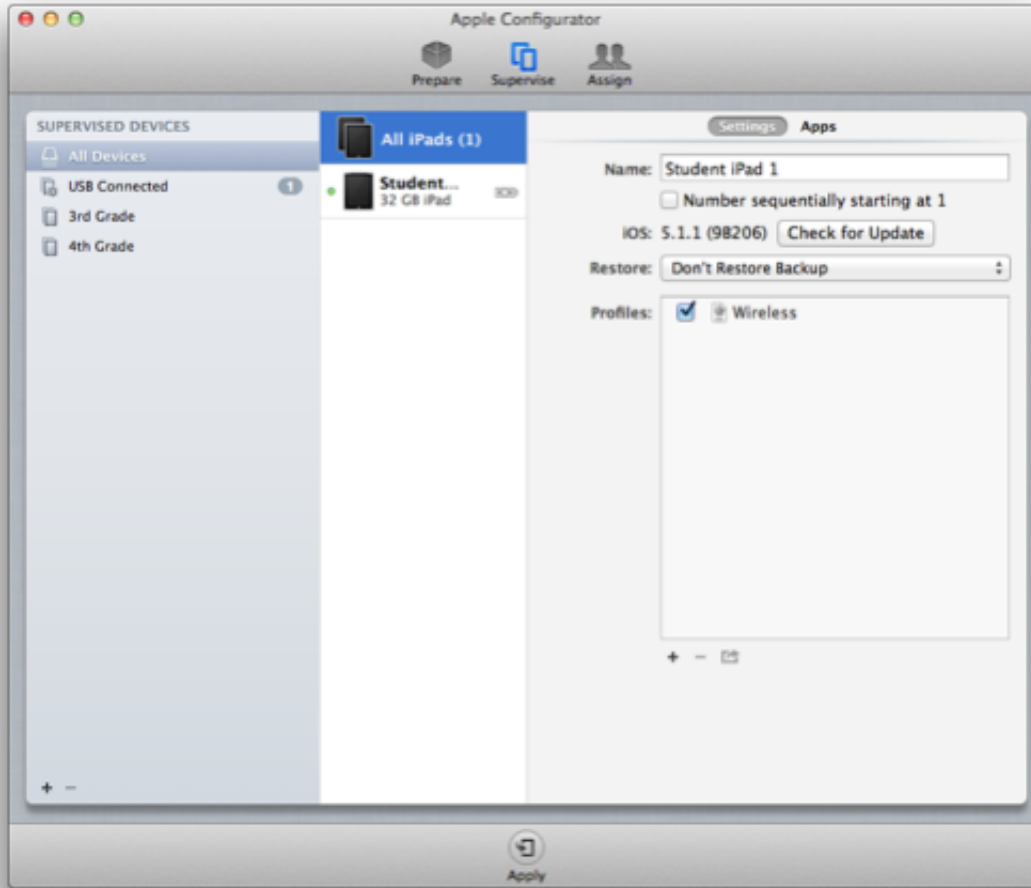 Apple Configurator
Prepare Supervise Assign
SUPERVISED DEVICES
All Devices
USB Connected 1
3rd Grade
4th Grade
All iPads (1)
Student...
32 GB iPad
Settings Apps
Name: Student iPad 1
Number sequentially starting at 1
iOS: 5.1.1 (9B206) Check for Update
Restore: Don't Restore Backup
Profiles: Wireless
Apply